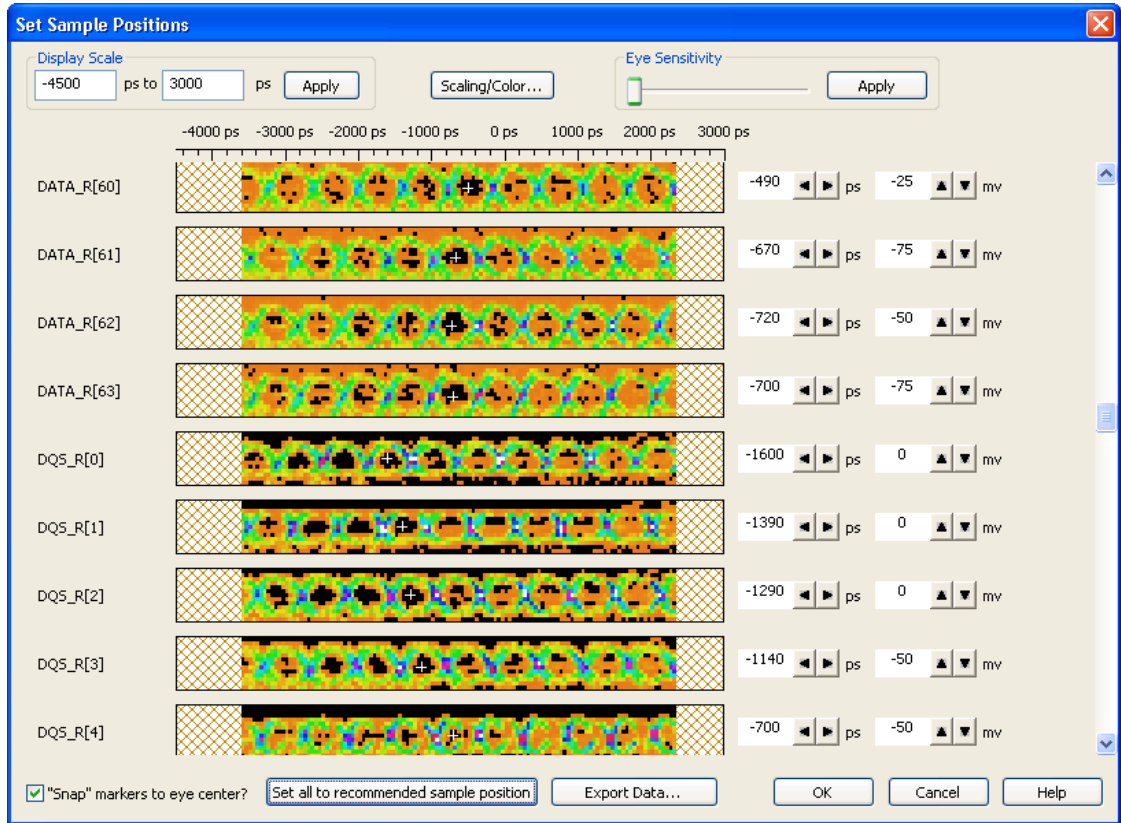 Set Sample Positions
Display Scale
Eye Sensitivity
-4500 ps to 3000 ps Apply Scaling/Color... Apply
-4000 ps -3000 ps -2000 ps -1000 ps 0 ps 1000 ps 2000 ps 3000 ps
DATA_R[60] -490 ps -25 mv
DATA_R[61] -670 ps -75 mv
DATA_R[62] -720 ps -50 mv
DATA_R[63] -700 ps -75 mv
DQS_R[0] -1600 ps 0 mv
DQS_R[1] -1390 ps 0 mv
DQS_R[2] -1290 ps 0 mv
DQS_R[3] -1140 ps -50 mv
DQS_R[4] -700 ps -50 mv
"Snap" markers to eye center? Set all to recommended sample position Export Data... OK Cancel Help